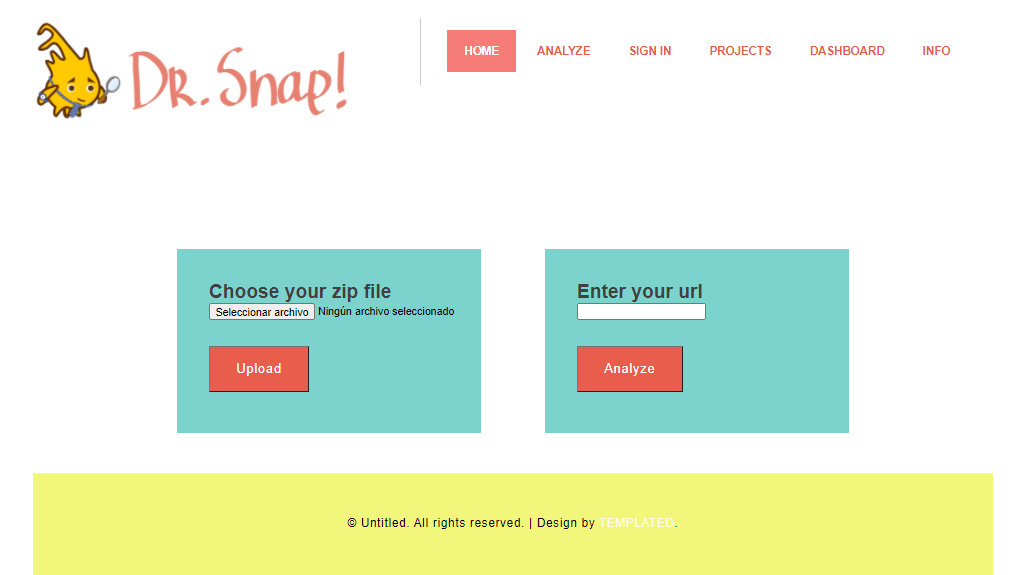 Dr. Snap!
HOME ANALYZE SIGN IN PROJECTS DASHBOARD INFO
Choose your zip file
Seleccionar archivo Ningún archivo seleccionado
Upload
Enter your url
Analyze
© Untitled. All rights reserved. | Design by TEMPLATED.